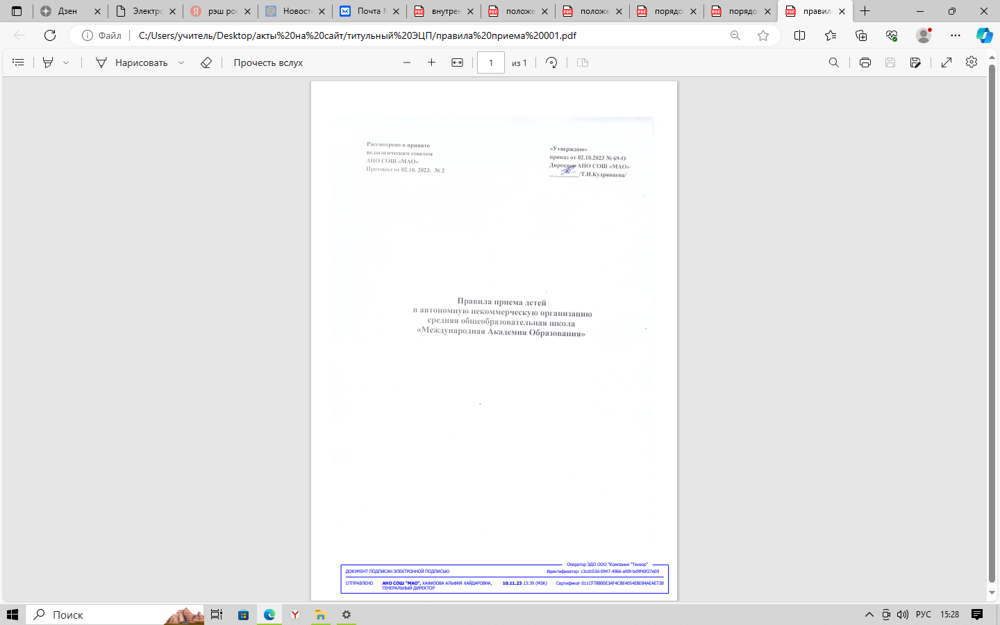 Дзен
Электро
рэш рос
Новость
Почта M
внутрен
положе
положе
порядо
порядо
правила
Файл
C:/Users/учитель/Desktop/акты%20на%20сайт/титульный%20ЭЦП/правила%20приема%20001.pdf
Нарисовать
Прочесть вслух
1
из 1
Рассмотрено и принято
педагогическим советом
АНО СОШ «МАО»
Протокол от 02.10. 2023.  № 2
«Утверждаю»
приказ от 02.10.2023 № 69-О
Директор АНО СОШ «МАО»
__________/Т.И.Кудрявцева/
Правила приема детей
в автономную некоммерческую организацию
средняя общеобразовательная школа
«Международная Академия Образования»
Оператор ЭДО ООО "Компания "Тензор"
ДОКУМЕНТ ПОДПИСАН ЭЛЕКТРОННОЙ ПОДПИСЬЮ
Идентификатор: c3cd103d-0947-4966-afd9-bd9f40f27e09
ОТПРАВЛЕНО
АНО СОШ "МАО", ХАФИЗОВА АЛЬФИЯ ХАЙДАРОВНА,
ГЕНЕРАЛЬНЫЙ ДИРЕКТОР
10.11.23 13:39 (MSK)
Сертификат 011CF78800E3AF4CBE4054EBEB4AEAE72B
Поиск
РУС
15:28